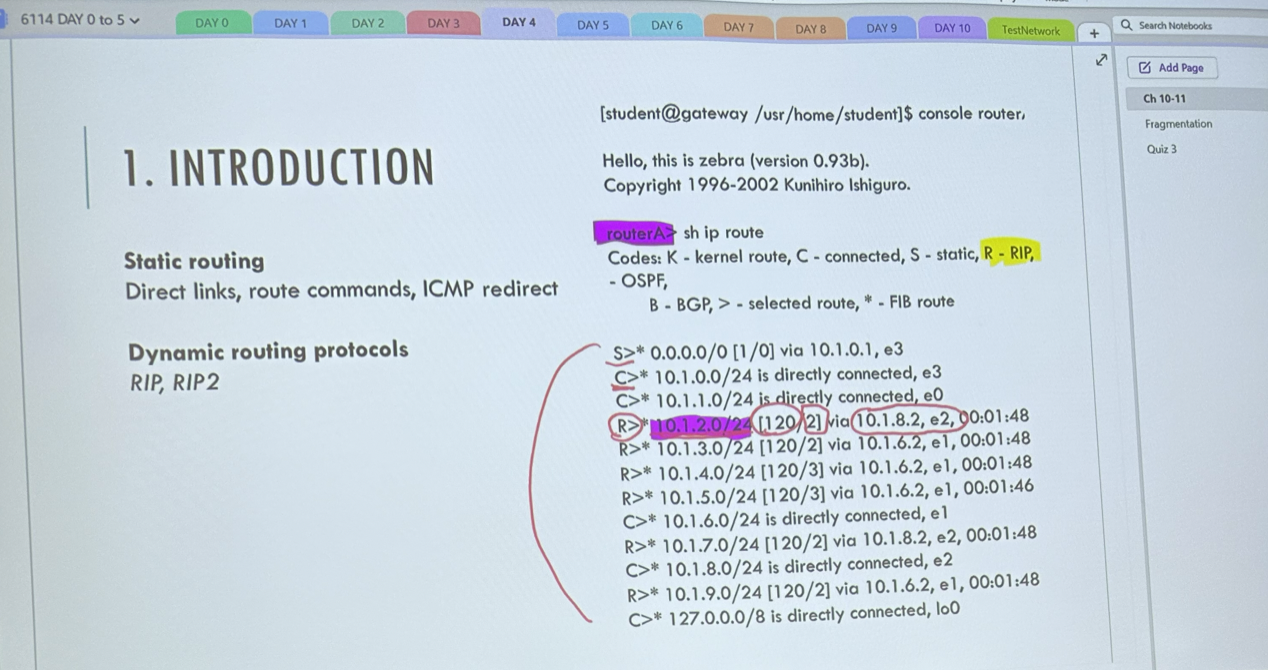 6114 DAY 0 to 5
DAY 0
DAY 1
DAY 2
DAY 3
DAY 4
DAY 5
DAY 6
DAY 7
DAY 8
DAY 9
DAY 10
TestNetwork
+
Search Notebooks
Add Page
Ch 10-11
Fragmentation
Quiz 3
1. INTRODUCTION
Static routing
Direct links, route commands, ICMP redirect
Dynamic routing protocols
RIP, RIP2
[student@gateway /usr/home/student]$ console router,
Hello, this is zebra (version 0.93b).
Copyright 1996-2002 Kunihiro Ishiguro.
routerA> sh ip route
Codes: K - kernel route, C - connected, S - static, R - RIP,
- OSPF,
B - BGP, > - selected route, * - FIB route
S>* 0.0.0.0/0 [1/0] via 10.1.0.1, e3
C>* 10.1.0.0/24 is directly connected, e3
C>* 10.1.1.0/24 is directly connected, e0
R>* 10.1.2.0/24 [120/2] via 10.1.8.2, e2, 00:01:48
R>* 10.1.3.0/24 [120/2] via 10.1.6.2, e1, 00:01:48
R>* 10.1.4.0/24 [120/3] via 10.1.6.2, e1, 00:01:48
R>* 10.1.5.0/24 [120/3] via 10.1.6.2, e1, 00:01:46
C>* 10.1.6.0/24 is directly connected, e1
R>* 10.1.7.0/24 [120/2] via 10.1.8.2, e2, 00:01:48
C>* 10.1.8.0/24 is directly connected, e2
R>* 10.1.9.0/24 [120/2] via 10.1.6.2, e1, 00:01:48
C>* 127.0.0.0/8 is directly connected, lo0